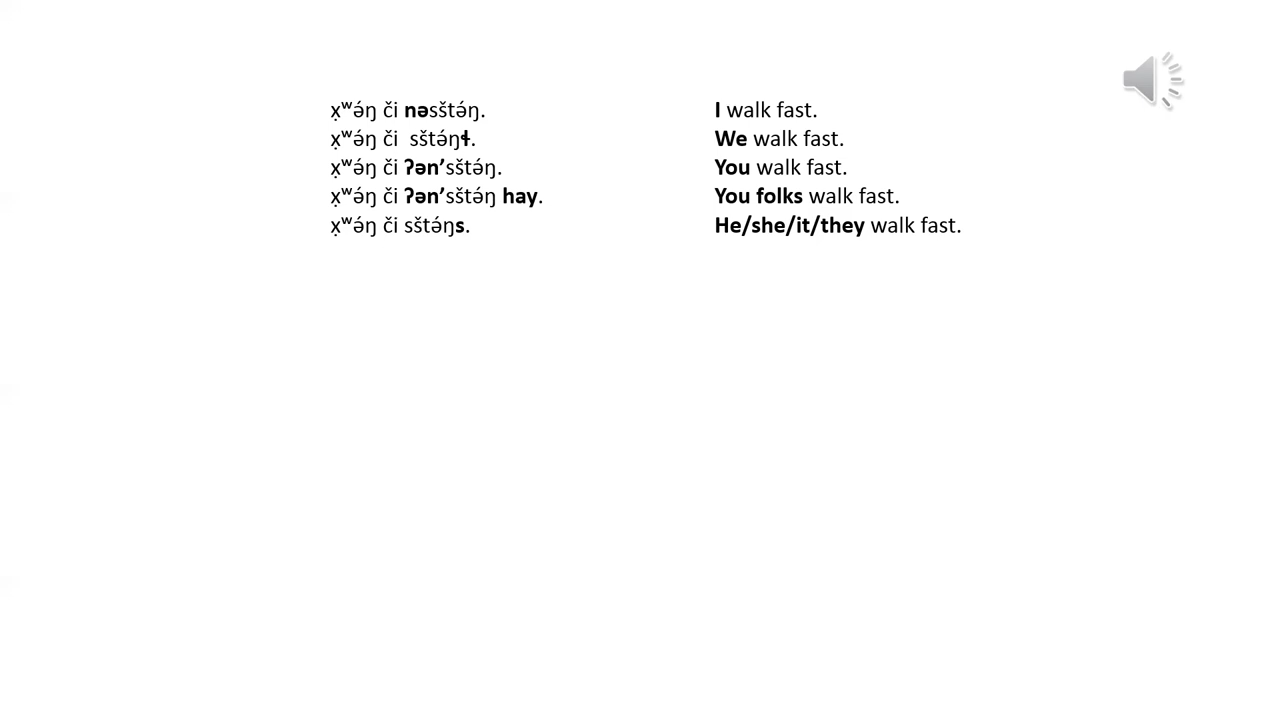 x̣ʷə́ŋ či nəsštə́ŋ. I walk fast.
x̣ʷə́ŋ či sštə́ŋɬ. We walk fast.
x̣ʷə́ŋ či ʔən’sštə́ŋ. You walk fast.
x̣ʷə́ŋ či ʔən’sštə́ŋ hay. You folks walk fast.
x̣ʷə́ŋ či sštə́ŋs. He/she/it/they walk fast.